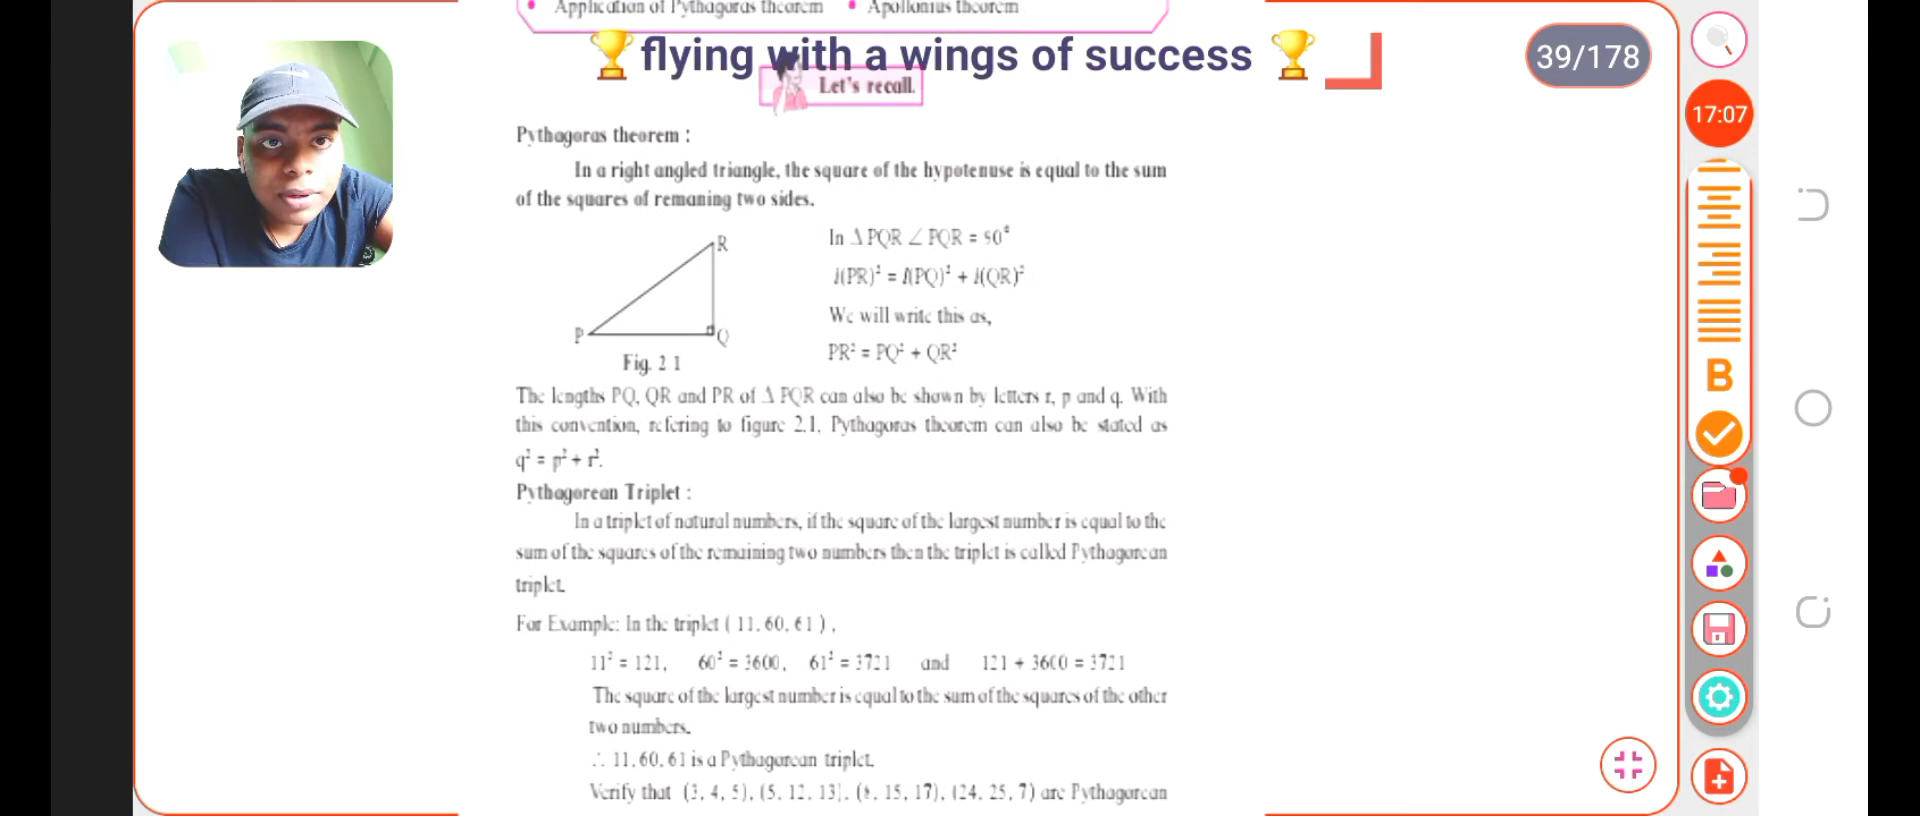 • Application of Pythagoras theorem • Apollonius theorem
🏆flying with a wings of success 🏆
39/178
17:07
Let's recall.
Pythagoras theorem :
In a right angled triangle, the square of the hypotenuse is equal to the sum
of the squares of remaning two sides.
R
P
Q
Fig. 2.1
In Δ PQR ∠ PQR = 90°
l(PR)² = l(PQ)² + l(QR)²
We will write this as,
PR² = PQ² + QR²
The lengths PQ, QR and PR of Δ PQR can also be shown by letters r, p and q. With
this convention, refering to figure 2.1, Pythagoras theorem can also be stated as
q² = p² + r².
Pythagorean Triplet :
In a triplet of natural numbers, if the square of the largest number is equal to the
sum of the squares of the remaining two numbers then the triplet is called Pythagorean
triplet.
For Example: In the triplet ( 11, 60, 61 ) ,
11² = 121, 60² = 3600, 61² = 3721 and 121 + 3600 = 3721
The square of the largest number is equal to the sum of the squares of the other
two numbers.
∴ 11, 60, 61 is a Pythagorean triplet.
Verify that (3, 4, 5), (5, 12, 13), (8, 15, 17), (24, 25, 7) are Pythagorean
B